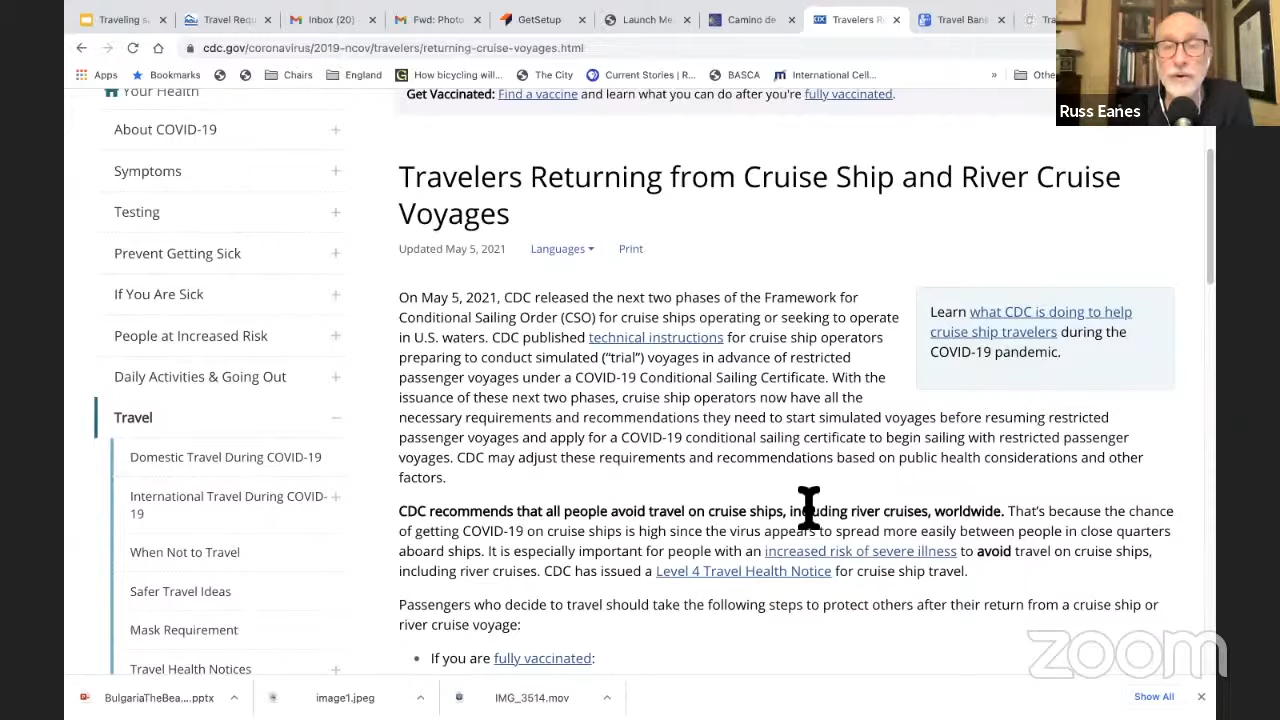 Traveling s
Travel Requ
Inbox (20)
Fwd: Photo
GetSetup
Launch Me
Camino de
Travelers R
Travel Ban
Tra
cdc.gov/coronavirus/2019-ncov/travelers/returning-cruise-voyages.html
Apps
Bookmarks
Chairs
England
How bicycling will...
The City
Current Stories | R...
BASCA
International Cell...
»
Othe
Russ Eanes
Your Health
About COVID-19
Symptoms
Testing
Prevent Getting Sick
If You Are Sick
People at Increased Risk
Daily Activities & Going Out
Travel
Domestic Travel During COVID-19
International Travel During COVID-
19
When Not to Travel
Safer Travel Ideas
Mask Requirement
Travel Health Notices
Get Vaccinated: Find a vaccine and learn what you can do after you're fully vaccinated.
Travelers Returning from Cruise Ship and River Cruise
Voyages
Updated May 5, 2021
Languages
Print
On May 5, 2021, CDC released the next two phases of the Framework for
Conditional Sailing Order (CSO) for cruise ships operating or seeking to operate
in U.S. waters. CDC published technical instructions for cruise ship operators
preparing to conduct simulated (“trial”) voyages in advance of restricted
passenger voyages under a COVID-19 Conditional Sailing Certificate. With the
issuance of these next two phases, cruise ship operators now have all the
necessary requirements and recommendations they need to start simulated voyages before resuming restricted
passenger voyages and apply for a COVID-19 conditional sailing certificate to begin sailing with restricted passenger
voyages. CDC may adjust these requirements and recommendations based on public health considerations and other
factors.
Learn what CDC is doing to help
cruise ship travelers during the
COVID-19 pandemic.
CDC recommends that all people avoid travel on cruise ships, including river cruises, worldwide. That’s because the chance
of getting COVID-19 on cruise ships is high since the virus appears to spread more easily between people in close quarters
aboard ships. It is especially important for people with an increased risk of severe illness to avoid travel on cruise ships,
including river cruises. CDC has issued a Level 4 Travel Health Notice for cruise ship travel.
Passengers who decide to travel should take the following steps to protect others after their return from a cruise ship or
river cruise voyage:
• If you are fully vaccinated:
zoom
BulgariaTheBea....pptx
image1.jpeg
IMG_3514.mov
Show All